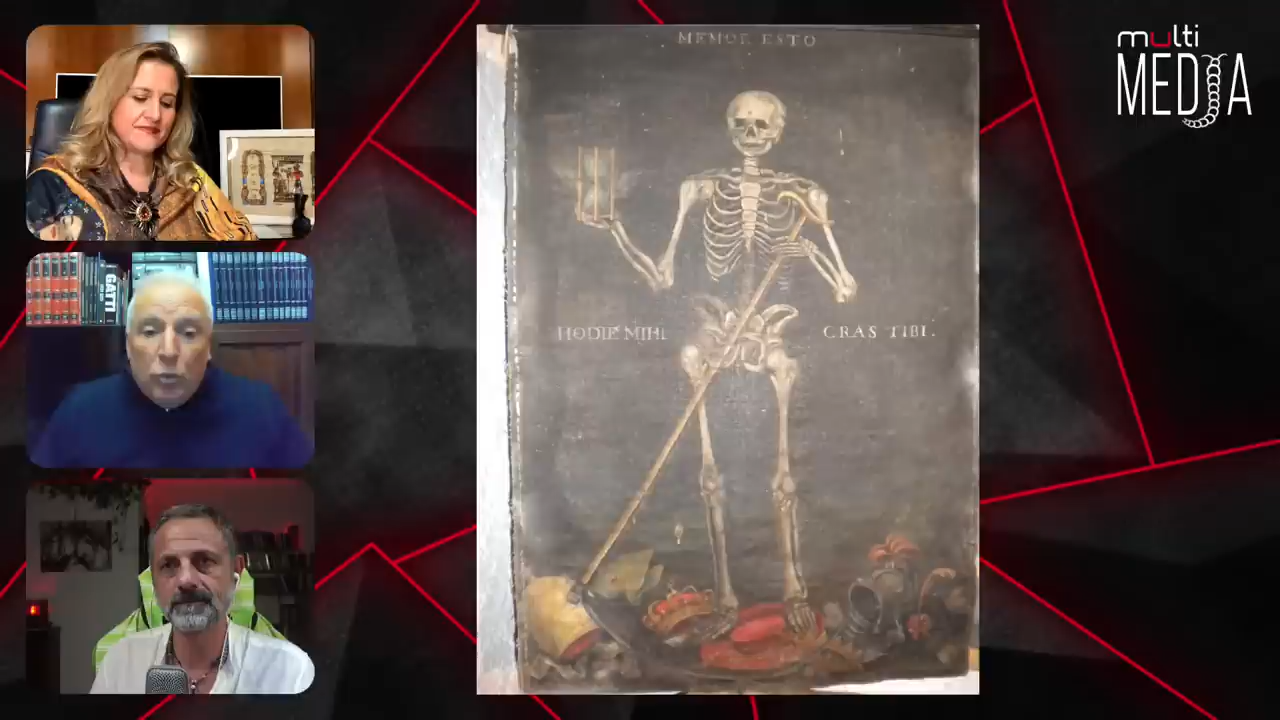 multi
MEDIA
GATTI
MEMOR ESTO
HODIE MIHI
CRAS TIBI.